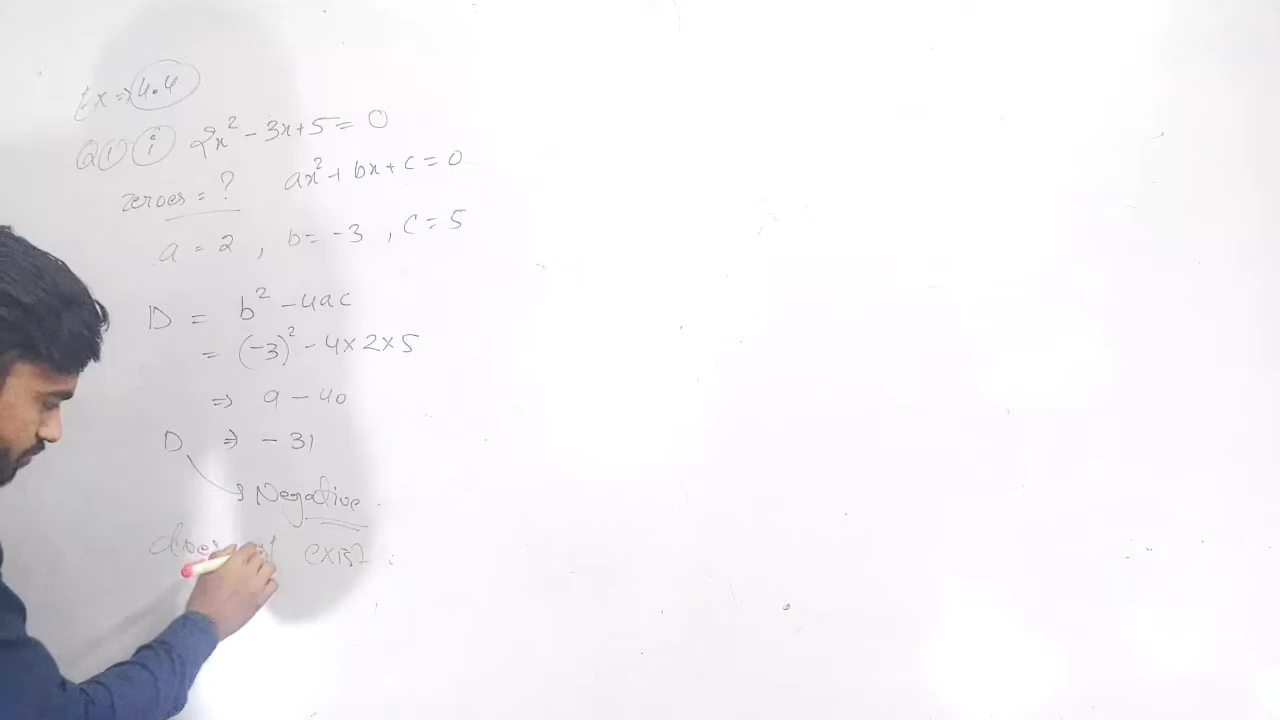 Ex => 4.4
Q 1 i 2x² - 3x + 5 = 0
zeroes = ? ax² + bx + c = 0
a = 2 , b = -3 , c = 5
D = b² - 4ac
= (-3)² - 4 × 2 × 5
=> 9 - 40
D => - 31
Negative .
exist